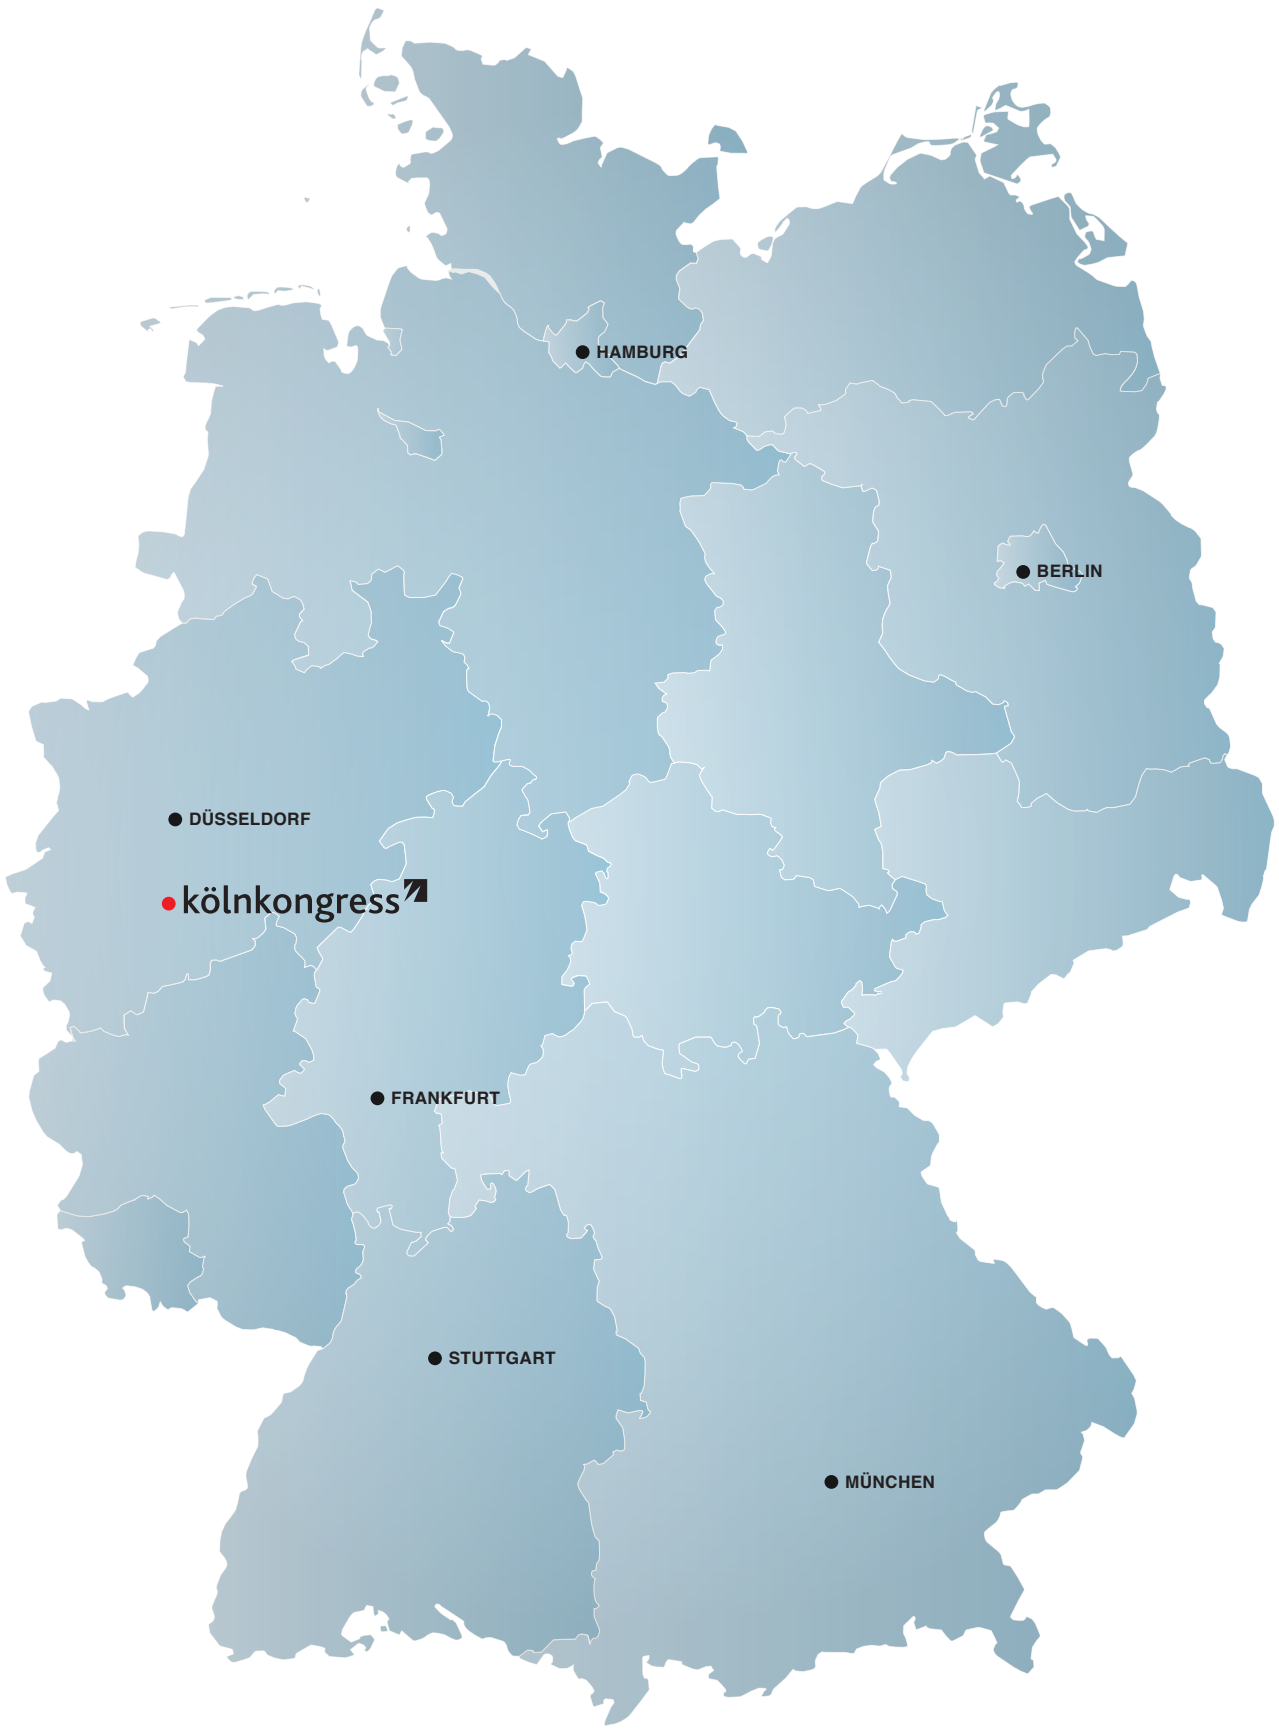 HAMBURG
BERLIN
DÜSSELDORF
kölnkongress
FRANKFURT
STUTTGART
MÜNCHEN